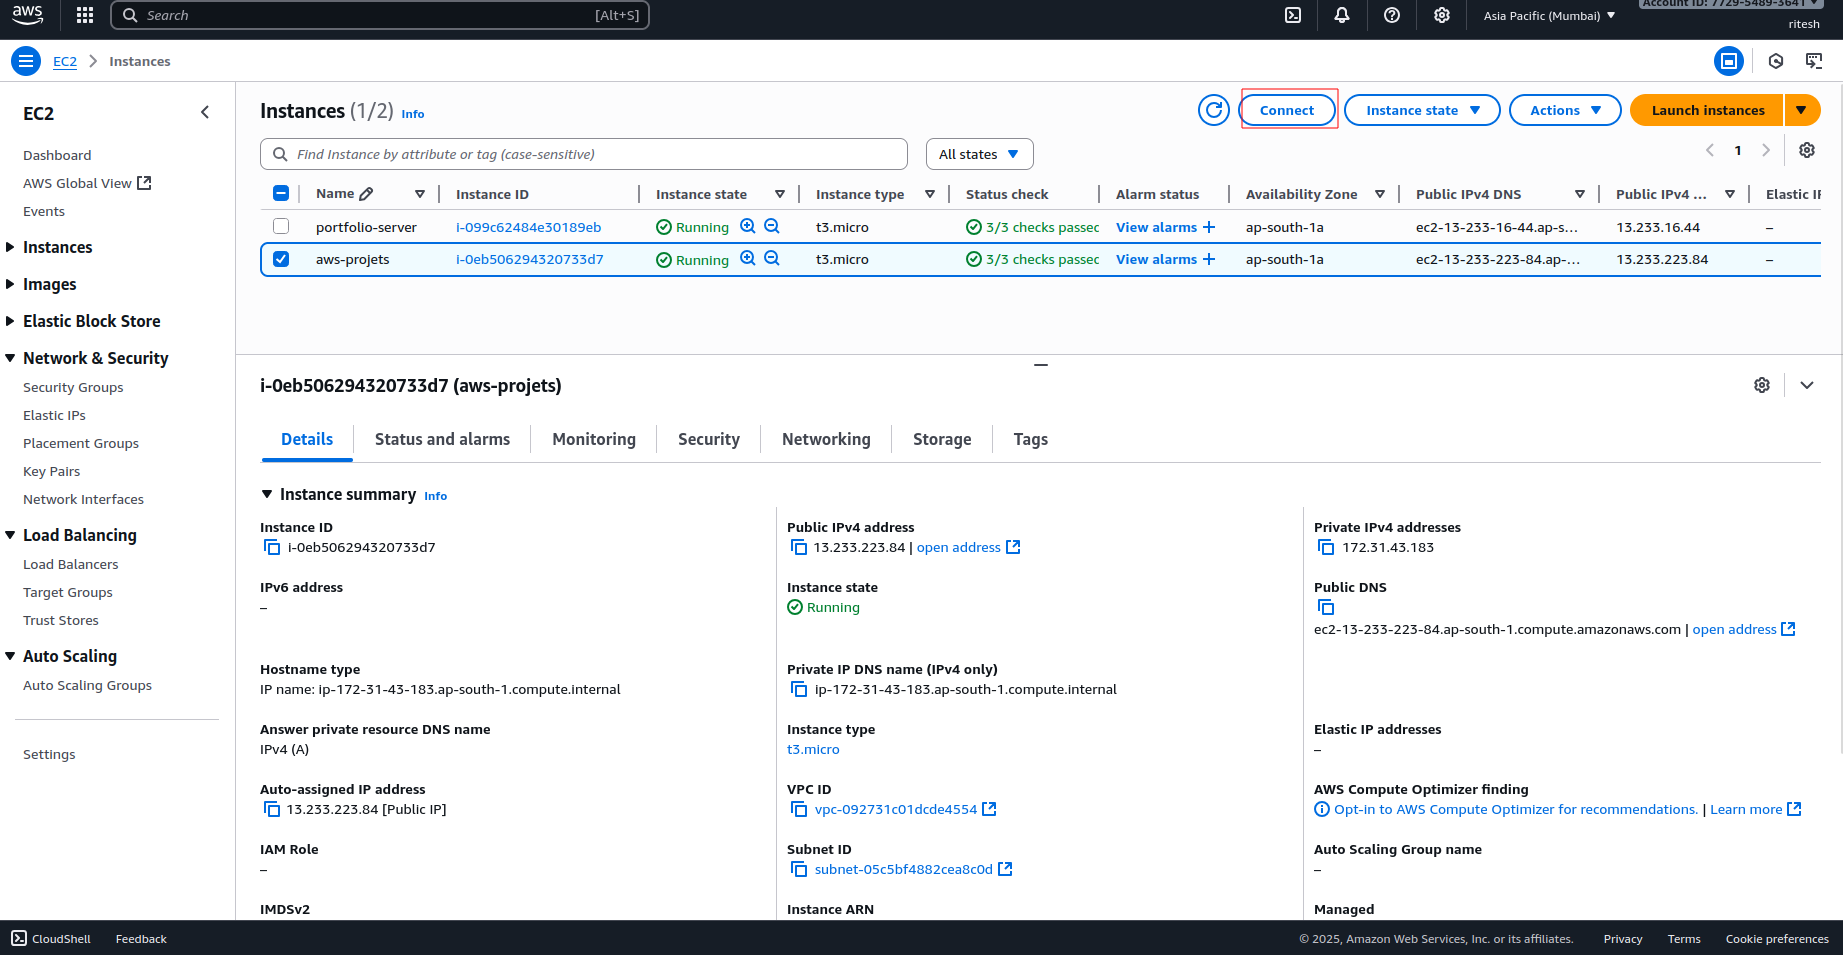 aws
Search [Alt+S]
Asia Pacific (Mumbai)
Account ID: 7729-5489-3641
ritesh
EC2 Instances
EC2
Dashboard
AWS Global View
Events
Instances
Images
Elastic Block Store
Network & Security
Security Groups
Elastic IPs
Placement Groups
Key Pairs
Network Interfaces
Load Balancing
Load Balancers
Target Groups
Trust Stores
Auto Scaling
Auto Scaling Groups
Settings
Instances (1/2) Info
Connect Instance state Actions Launch instances
Find Instance by attribute or tag (case-sensitive) All states 1
Name Instance ID Instance state Instance type Status check Alarm status Availability Zone Public IPv4 DNS Public IPv4 ... Elastic IF
portfolio-server i-099c62484e30189eb Running t3.micro 3/3 checks passec View alarms + ap-south-1a ec2-13-233-16-44.ap-s... 13.233.16.44 –
aws-projets i-0eb506294320733d7 Running t3.micro 3/3 checks passec View alarms + ap-south-1a ec2-13-233-223-84.ap-... 13.233.223.84 –
i-0eb506294320733d7 (aws-projets)
Details Status and alarms Monitoring Security Networking Storage Tags
Instance summary Info
Instance ID
i-0eb506294320733d7
Public IPv4 address
13.233.223.84 | open address
Private IPv4 addresses
172.31.43.183
IPv6 address
–
Instance state
Running
Public DNS
ec2-13-233-223-84.ap-south-1.compute.amazonaws.com | open address
Hostname type
IP name: ip-172-31-43-183.ap-south-1.compute.internal
Private IP DNS name (IPv4 only)
ip-172-31-43-183.ap-south-1.compute.internal
Answer private resource DNS name
IPv4 (A)
Instance type
t3.micro
Elastic IP addresses
–
Auto-assigned IP address
13.233.223.84 [Public IP]
VPC ID
vpc-092731c01dcde4554
AWS Compute Optimizer finding
Opt-in to AWS Compute Optimizer for recommendations. | Learn more
IAM Role
–
Subnet ID
subnet-05c5bf4882cea8c0d
Auto Scaling Group name
–
IMDSv2
Instance ARN
Managed
CloudShell Feedback © 2025, Amazon Web Services, Inc. or its affiliates. Privacy Terms Cookie preferences